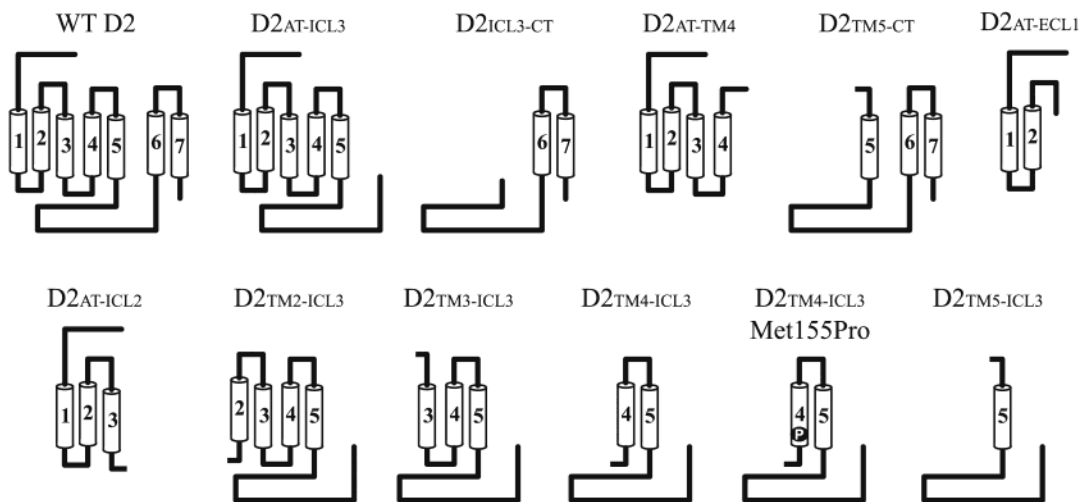 WT D2
D2AT-ICL3
D2ICL3-CT
D2AT-TM4
D2TM5-CT
D2AT-ECL1
1 2 3 4 5 6 7
1 2 3 4 5
6 7
1 2 3 4
5 6 7
1 2
D2AT-ICL2
D2TM2-ICL3
D2TM3-ICL3
D2TM4-ICL3
D2TM4-ICL3
Met155Pro
D2TM5-ICL3
1 2 3
2 3 4 5
3 4 5
4 5
4 P 5
5